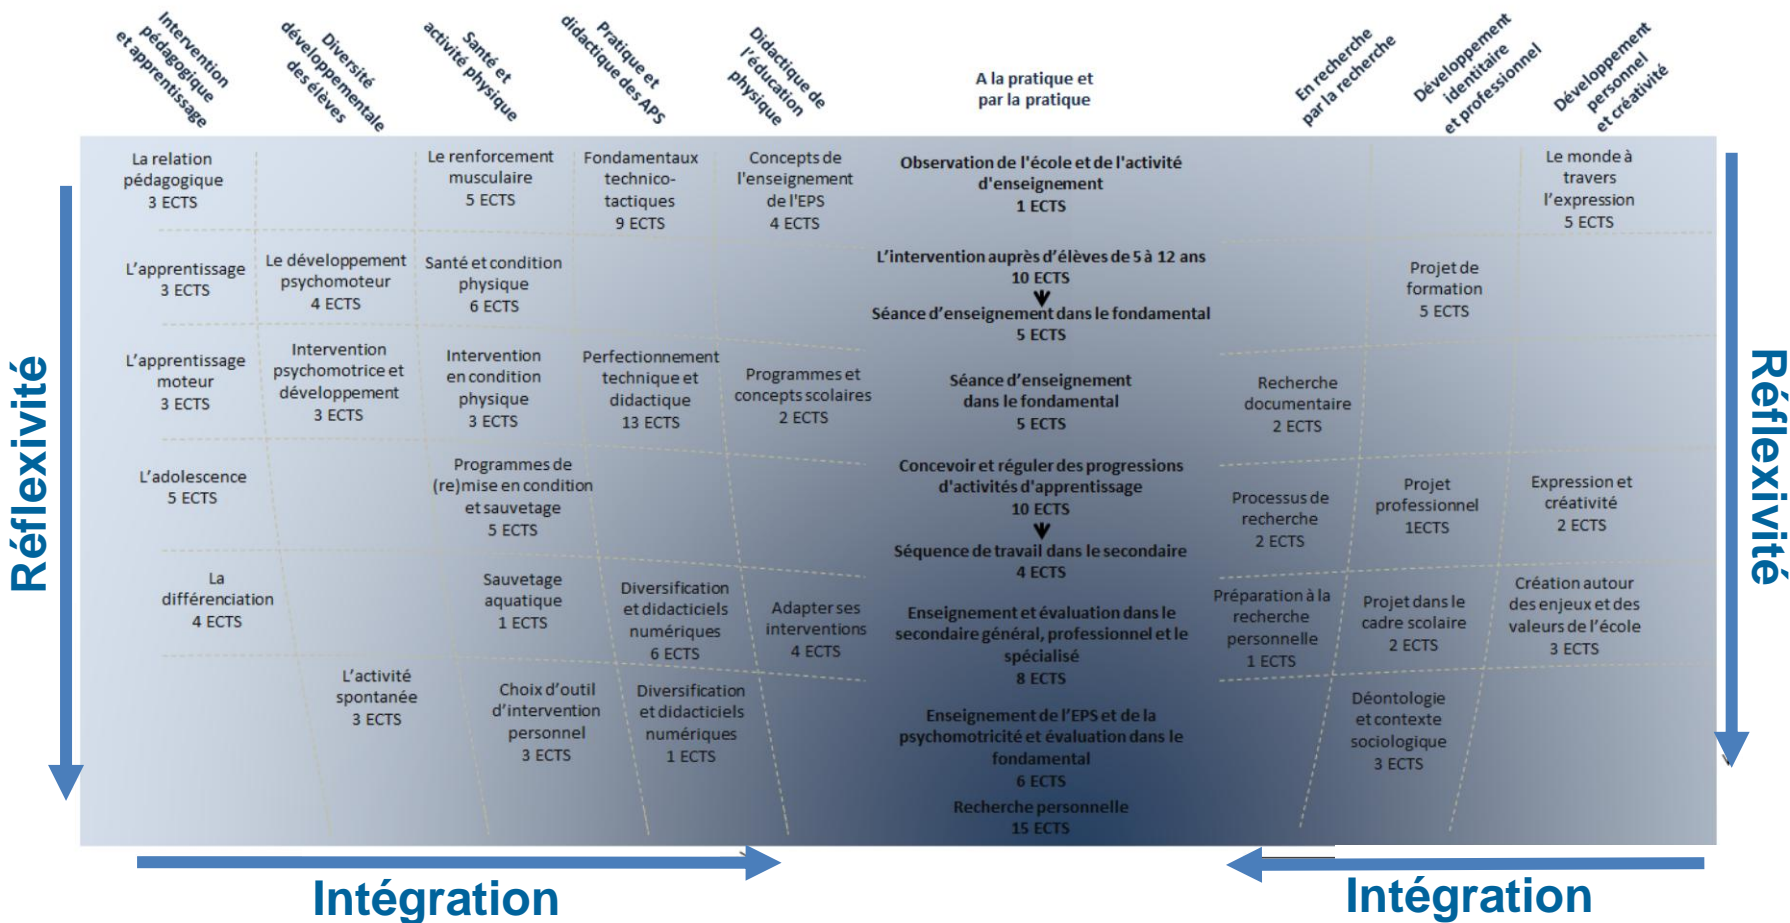 Intervention
pédagogique
et apprentissage
Diversité
développementale
des élèves
Santé et
activité physique
Pratique et
didactique des APS
Didactique de
l'éducation
physique
A la pratique et
par la pratique
En recherche
par la recherche
Développement
identitaire
et professionnel
Développement
personnel
et créativité
La relation
pédagogique
3 ECTS
Le renforcement
musculaire
5 ECTS
Fondamentaux
technico-
tactiques
9 ECTS
Concepts de
l'enseignement
de l'EPS
4 ECTS
Observation de l'école et de l'activité
d'enseignement
1 ECTS
Le monde à
travers
l'expression
5 ECTS
L'apprentissage
3 ECTS
Le développement
psychomoteur
4 ECTS
Santé et condition
physique
6 ECTS
L'intervention auprès d'élèves de 5 à 12 ans
10 ECTS
Séance d'enseignement dans le fondamental
5 ECTS
Projet de
formation
5 ECTS
L'apprentissage
moteur
3 ECTS
Intervention
psychomotrice et
développement
3 ECTS
Intervention
en condition
physique
3 ECTS
Perfectionnement
technique et
didactique
13 ECTS
Programmes et
concepts scolaires
2 ECTS
Séance d'enseignement
dans le fondamental
5 ECTS
Recherche
documentaire
2 ECTS
L'adolescence
5 ECTS
Programmes de
(re)mise en condition
et sauvetage
5 ECTS
Concevoir et réguler des progressions
d'activités d'apprentissage
10 ECTS
Séquence de travail dans le secondaire
4 ECTS
Processus de
recherche
2 ECTS
Projet
professionnel
1ECTS
Expression et
créativité
2 ECTS
La
différenciation
4 ECTS
Sauvetage
aquatique
1 ECTS
Diversification
et didacticiels
numériques
6 ECTS
Adapter ses
interventions
4 ECTS
Enseignement et évaluation dans le
secondaire général, professionnel et le
spécialisé
8 ECTS
Préparation à la
recherche
personnelle
1 ECTS
Projet dans le
cadre scolaire
2 ECTS
Création autour
des enjeux et des
valeurs de l'école
3 ECTS
L'activité
spontanée
3 ECTS
Choix d'outil
d'intervention
personnel
3 ECTS
Diversification
et didacticiels
numériques
1 ECTS
Enseignement de l'EPS et de la
psychomotricité et évaluation dans le
fondamental
6 ECTS
Recherche personnelle
15 ECTS
Déontologie
et contexte
sociologique
3 ECTS
Réflexivité
Réflexivité
Intégration
Intégration